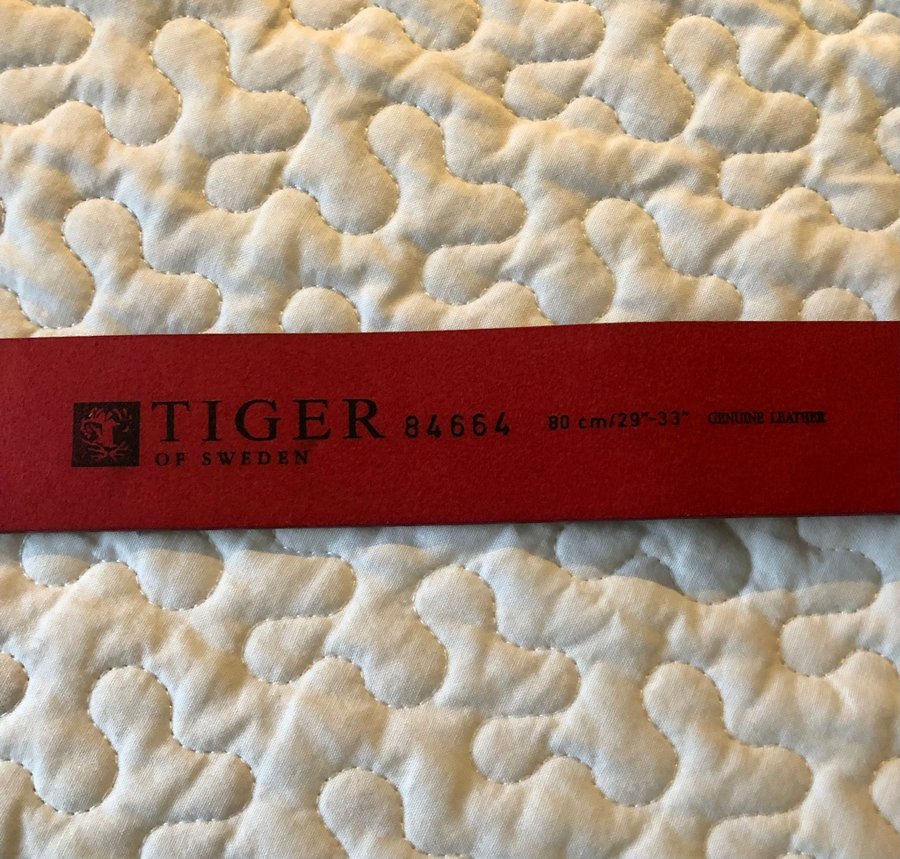 TIGER 84664 80 cm/29"-33" GENUINE LEATHER
OF SWEDEN